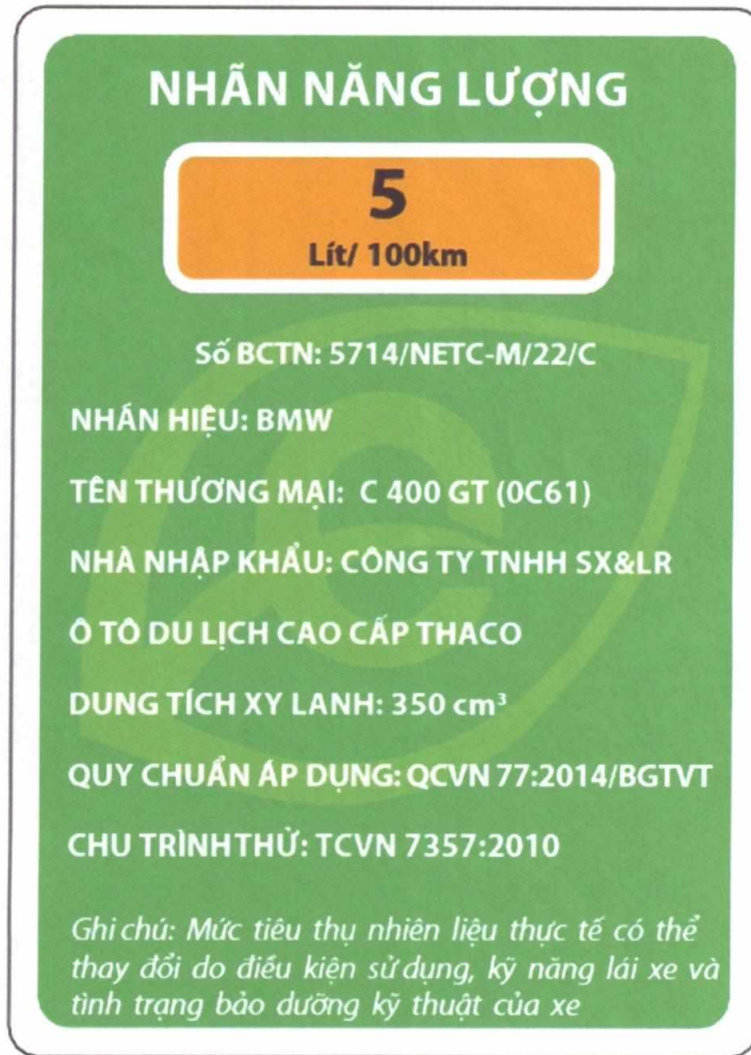 NHÃN NĂNG LƯỢNG
5
Lít/ 100km
Số BCTN: 5714/NETC-M/22/C
NHÁN HIỆU: BMW
TÊN THƯƠNG MẠI: C 400 GT (0C61)
NHÀ NHẬP KHẨU: CÔNG TY TNHH SX&LR
Ô TÔ DU LỊCH CAO CẤP THACO
DUNG TÍCH XY LANH: 350 cm³
QUY CHUẨN ÁP DỤNG: QCVN 77:2014/BGTVT
CHU TRÌNH THỬ: TCVN 7357:2010
Ghi chú: Mức tiêu thụ nhiên liệu thực tế có thể
thay đổi do điều kiện sử dụng, kỹ năng lái xe và
tình trạng bảo dưỡng kỹ thuật của xe